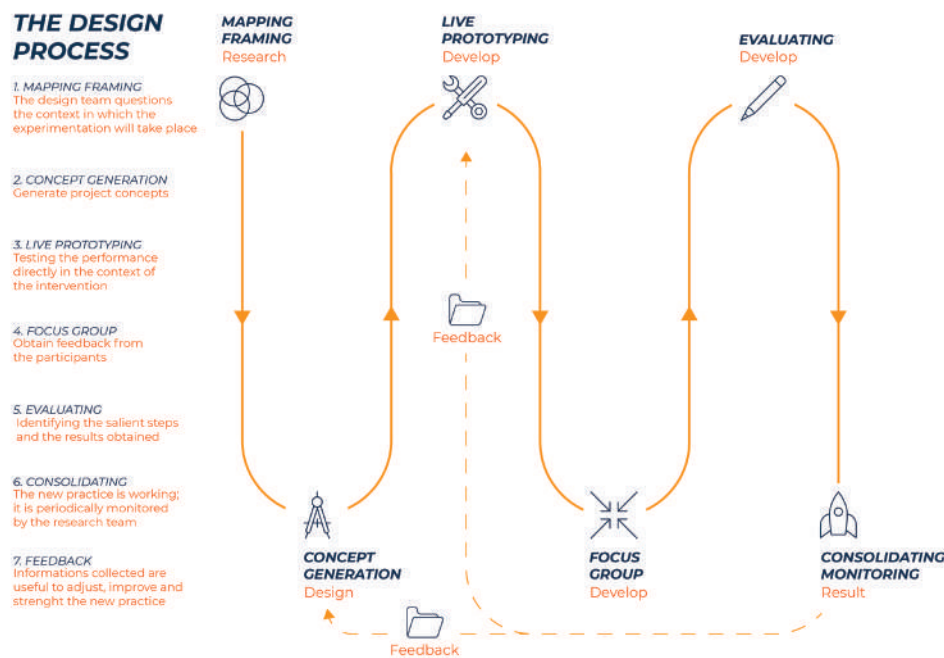 THE DESIGN
PROCESS
1. MAPPING FRAMING
The design team questions
the context in which the
experimentation will take place
2. CONCEPT GENERATION
Generate project concepts
3. LIVE PROTOTYPING
Testing the performance
directly in the context of
the intervention
4. FOCUS GROUP
Obtain feedback from
the participants
5. EVALUATING
Identifying the salient steps
and the results obtained
6. CONSOLIDATING
The new practice is working;
it is periodically monitored
by the research team
7. FEEDBACK
Informations collected are
useful to adjust, improve and
strenght the new practice
MAPPING
FRAMING
Research
LIVE
PROTOTYPING
Develop
EVALUATING
Develop
Feedback
CONCEPT
GENERATION
Design
FOCUS
GROUP
Develop
CONSOLIDATING
MONITORING
Result
Feedback